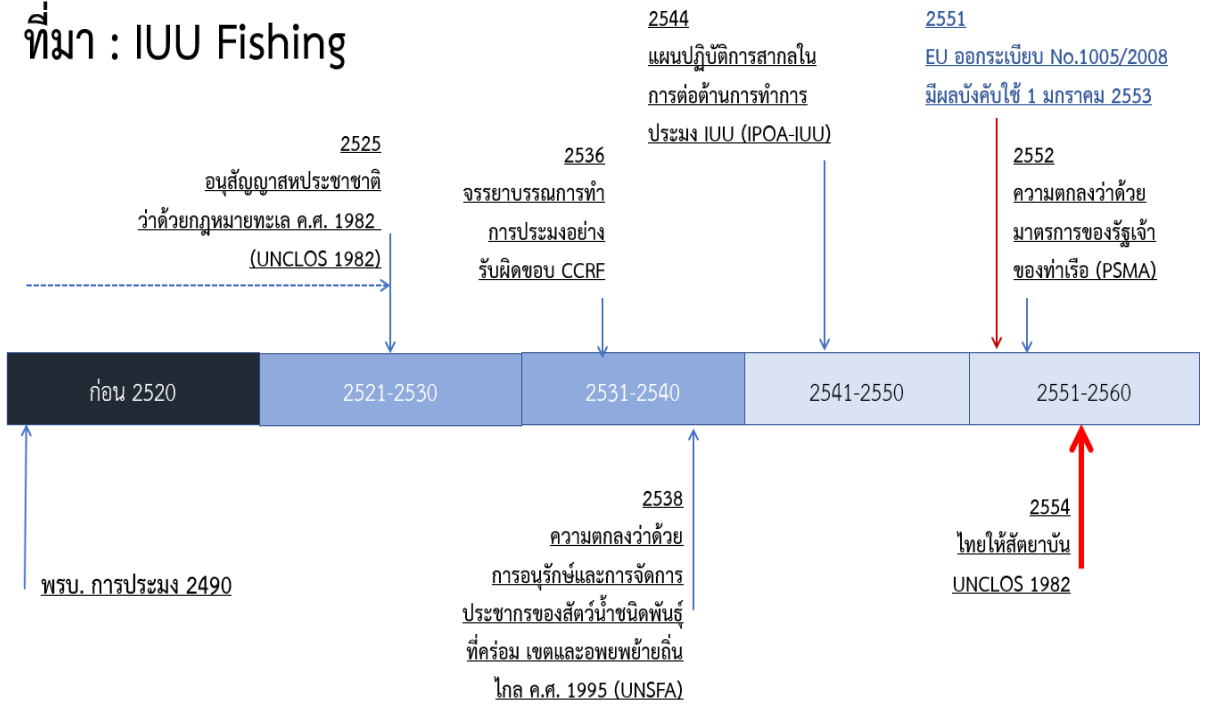 ที่มา : IUU Fishing
2544
แผนปฏิบัติการสากลใน
การต่อต้านการทำการ
ประมง IUU (IPOA-IUU)
2551
EU ออกระเบียบ No.1005/2008
มีผลบังคับใช้ 1 มกราคม 2553
2525
อนุสัญญาสหประชาชาติ
ว่าด้วยกฎหมายทะเล ค.ศ. 1982
(UNCLOS 1982)
2536
จรรยาบรรณการทำ
การประมงอย่าง
รับผิดขอบ CCRF
2552
ความตกลงว่าด้วย
มาตรการของรัฐเจ้า
ของท่าเรือ (PSMA)
ก่อน 2520
2521-2530
2531-2540
2541-2550
2551-2560
พรบ. การประมง 2490
2538
ความตกลงว่าด้วย
การอนุรักษ์และการจัดการ
ประชากรของสัตว์น้ำชนิดพันธุ์
ที่คร่อม เขตและอพยพย้ายถิ่น
ไกล ค.ศ. 1995 (UNSFA)
2554
ไทยให้สัตยาบัน
UNCLOS 1982